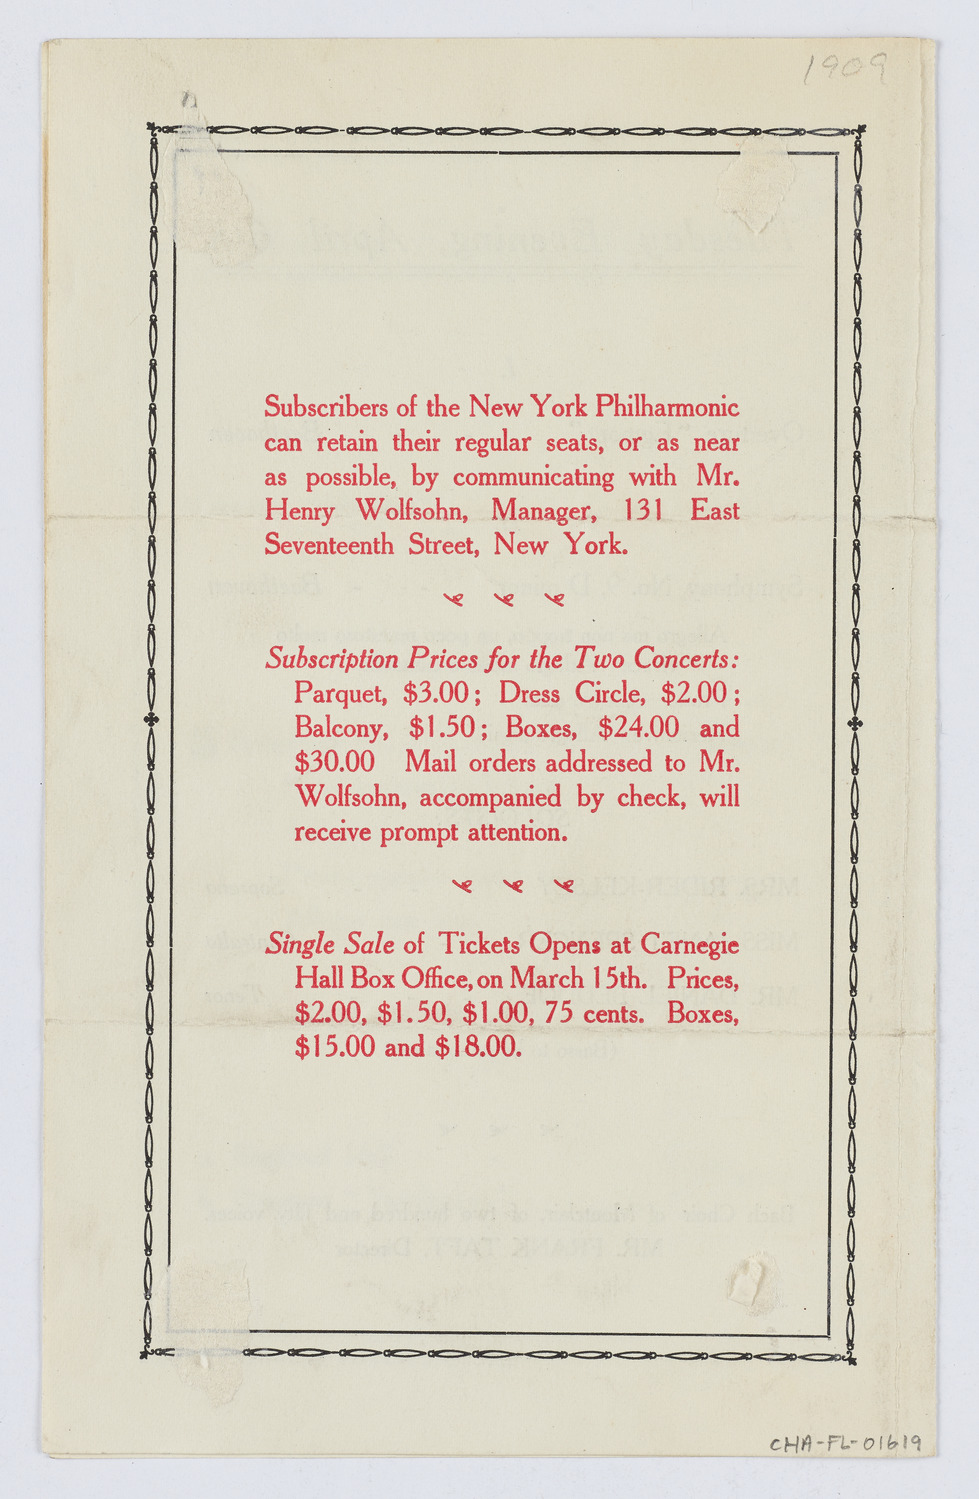 1909
Subscribers of the New York Philharmonic
can retain their regular seats, or as near
as possible, by communicating with Mr.
Henry Wolfsohn, Manager, 131 East
Seventeenth Street, New York.
Subscription Prices for the Two Concerts:
Parquet, $3.00; Dress Circle, $2.00;
Balcony, $1.50; Boxes, $24.00 and
$30.00 Mail orders addressed to Mr.
Wolfsohn, accompanied by check, will
receive prompt attention.
Single Sale of Tickets Opens at Carnegie
Hall Box Office, on March 15th. Prices,
$2.00, $1.50, $1.00, 75 cents. Boxes,
$15.00 and $18.00.
CHA-FL-01619